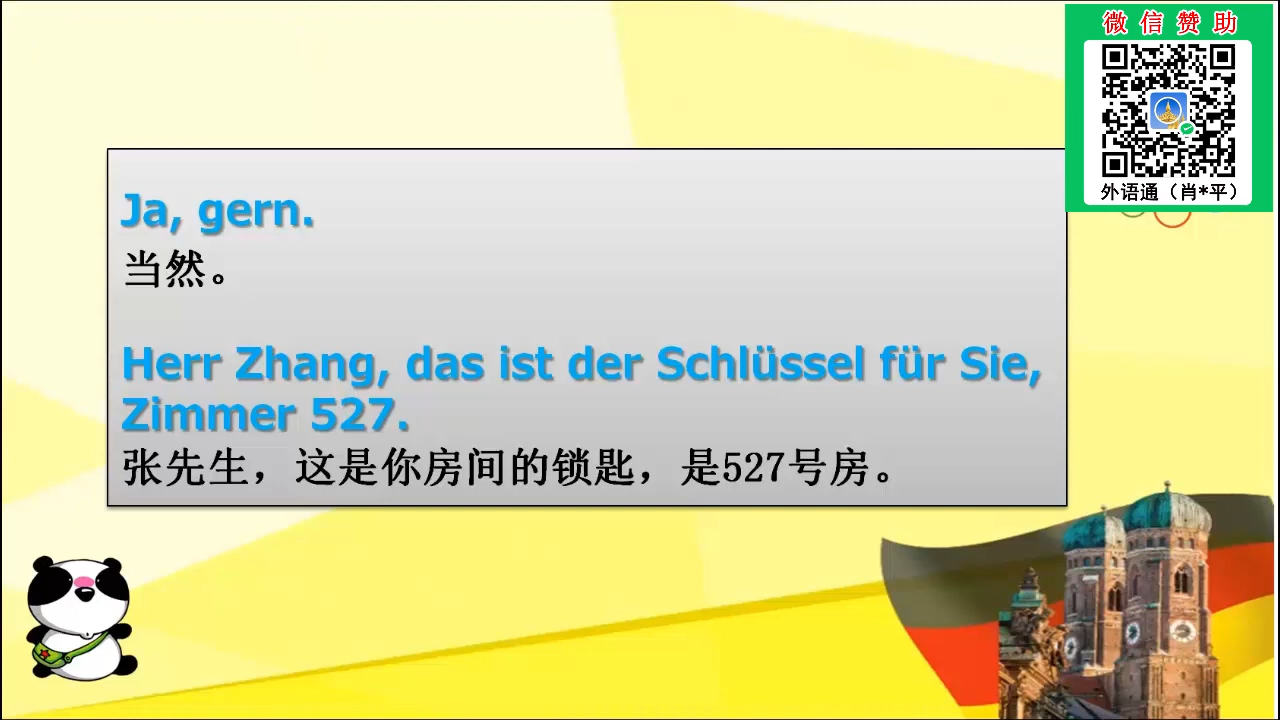 微信赞助
外语通（肖*平）
Ja, gern.
当然。
Herr Zhang, das ist der Schlüssel für Sie,
Zimmer 527.
张先生，这是你房间的锁匙，是527号房。